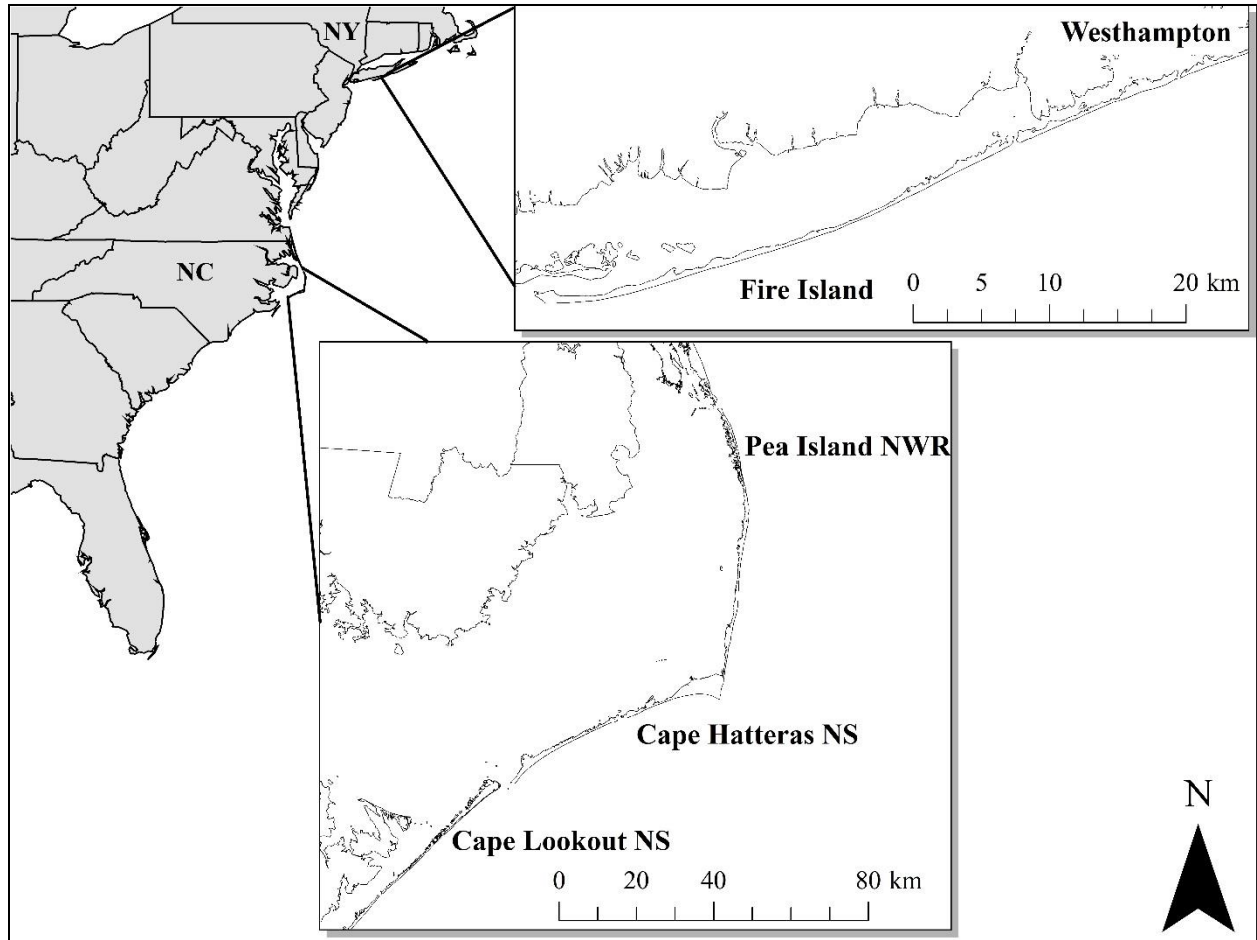 NY
Westhampton
Fire Island
0 5 10 20 km
NC
Pea Island NWR
Cape Hatteras NS
Cape Lookout NS
0 20 40 80 km
N